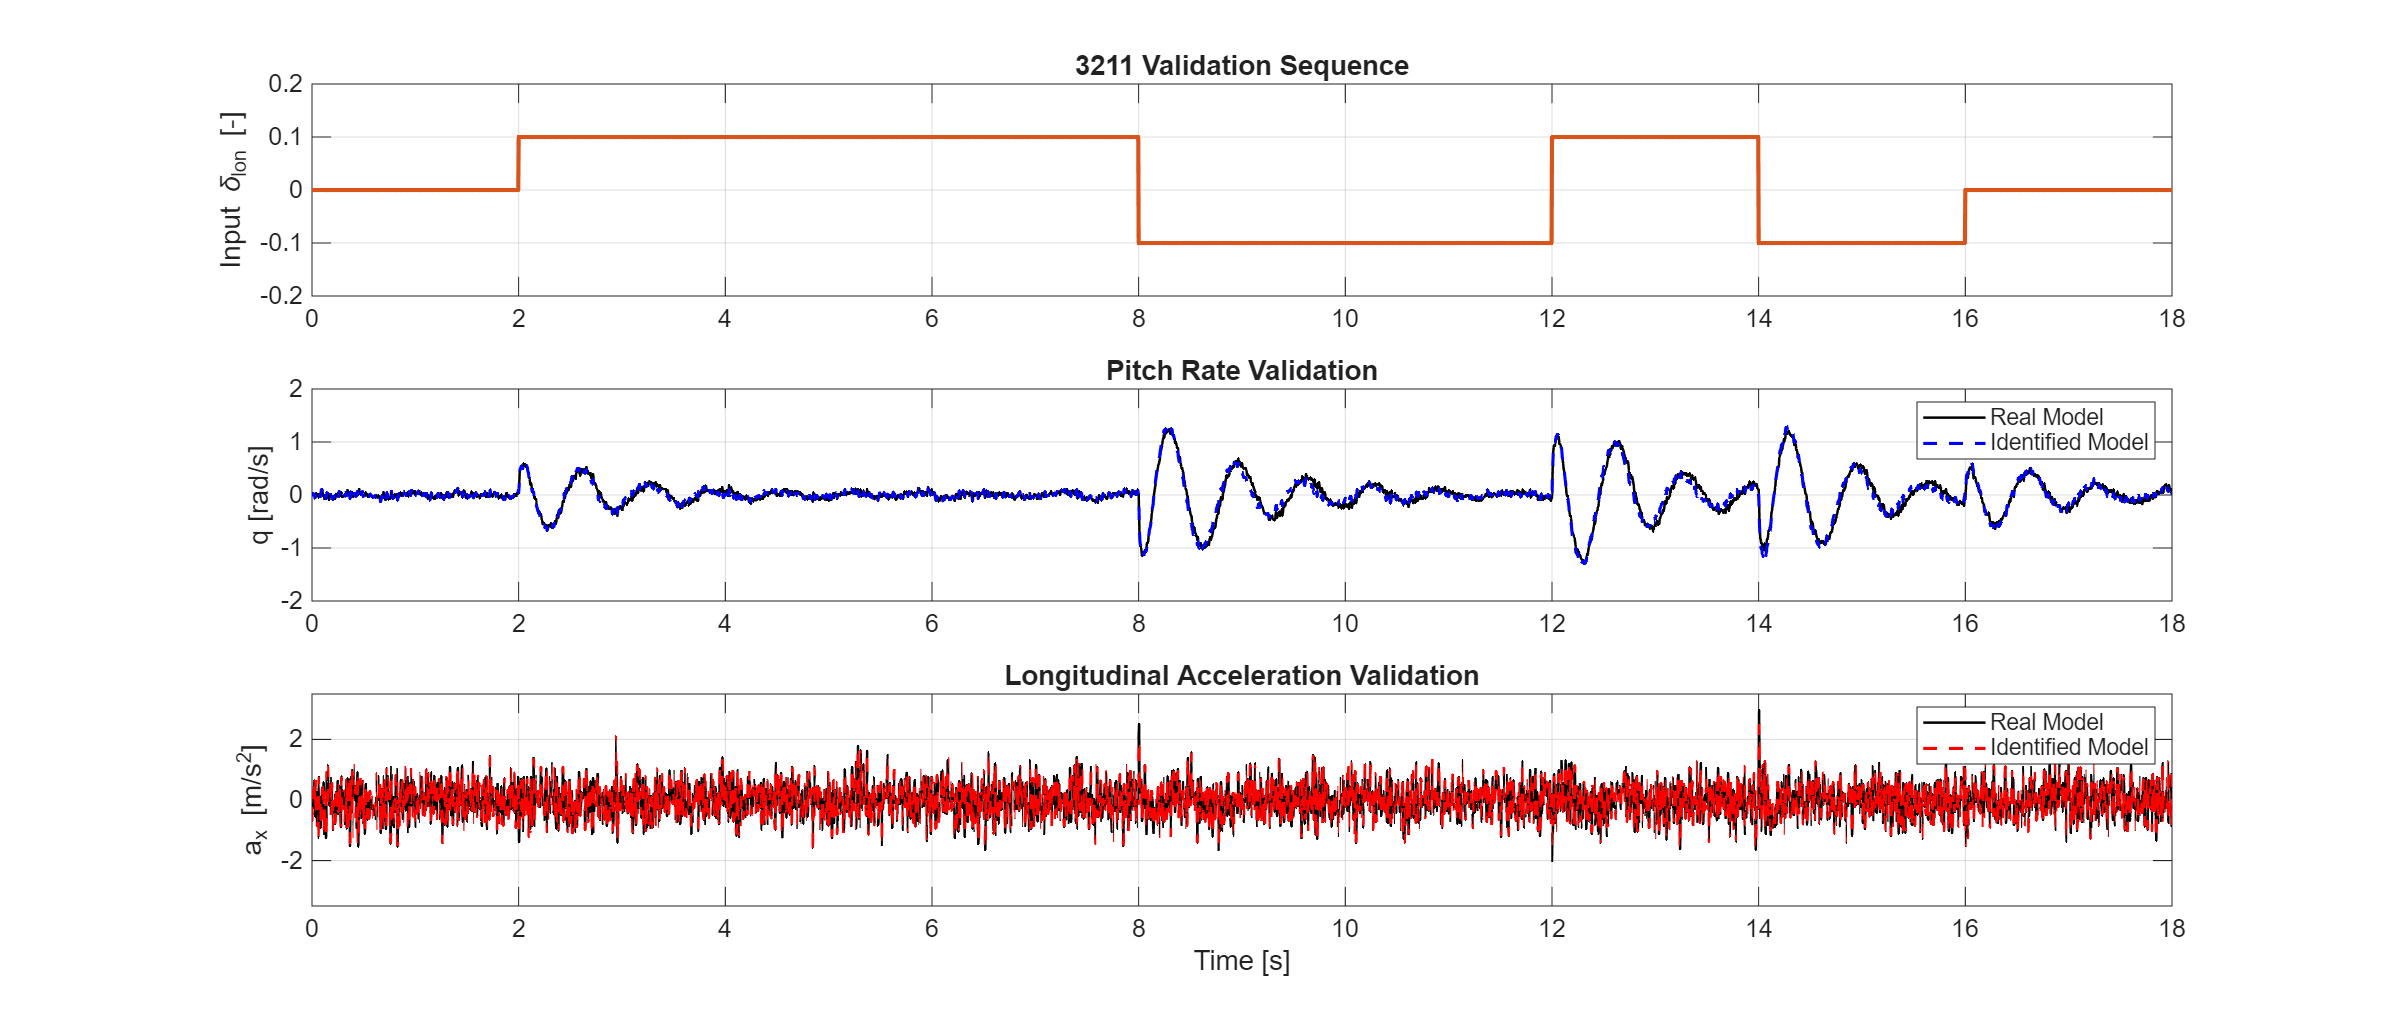 3211 Validation Sequence
Input δlon [-]
0.2
0.1
0
-0.1
-0.2
0 2 4 6 8 10 12 14 16 18
Pitch Rate Validation
q [rad/s]
2
1
0
-1
-2
Real Model
Identified Model
0 2 4 6 8 10 12 14 16 18
Longitudinal Acceleration Validation
ax [m/s2]
2
0
-2
Real Model
Identified Model
0 2 4 6 8 10 12 14 16 18
Time [s]